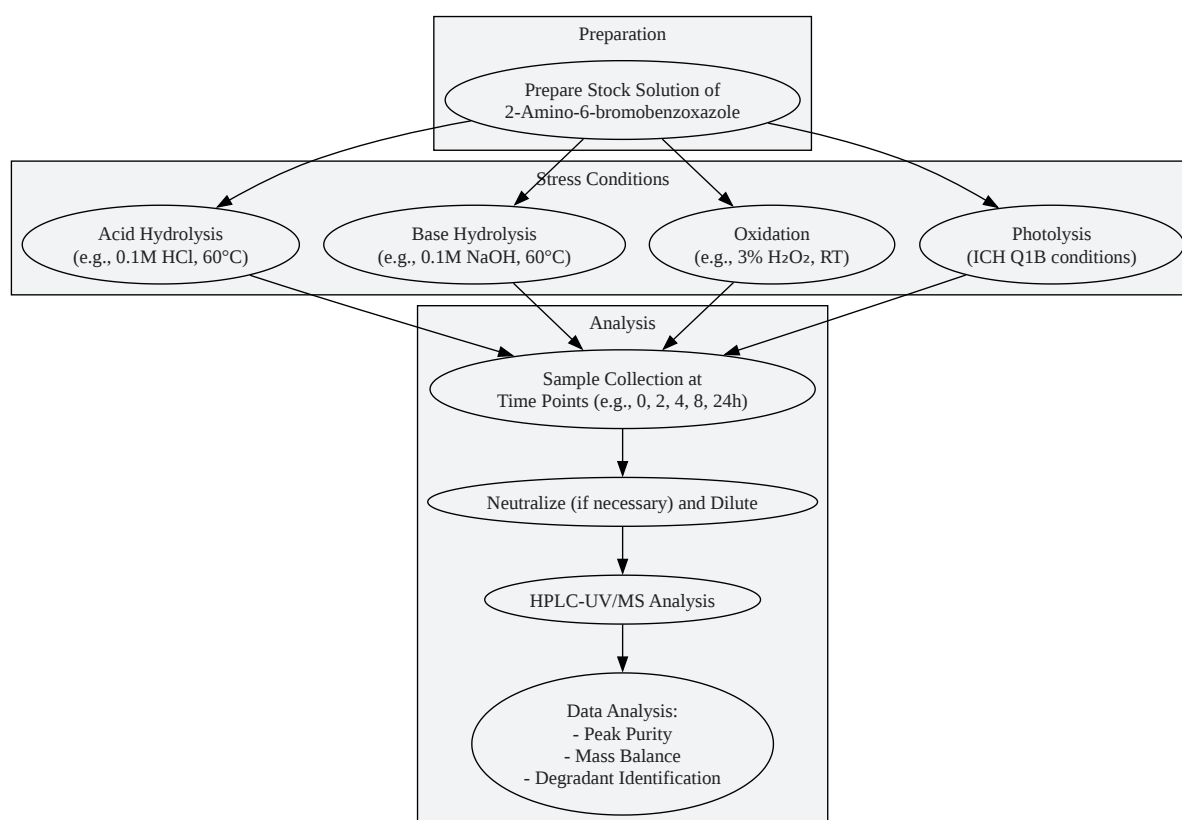 Preparation
Prepare Stock Solution of
2-Amino-6-bromobenzoxazole
Stress Conditions
Acid Hydrolysis
(e.g., 0.1M HCl, 60°C)
Base Hydrolysis
(e.g., 0.1M NaOH, 60°C)
Oxidation
(e.g., 3% H₂O₂, RT)
Photolysis
(ICH Q1B conditions)
Analysis
Sample Collection at
Time Points (e.g., 0, 2, 4, 8, 24h)
Neutralize (if necessary) and Dilute
HPLC-UV/MS Analysis
Data Analysis:
- Peak Purity
- Mass Balance
- Degradant Identification